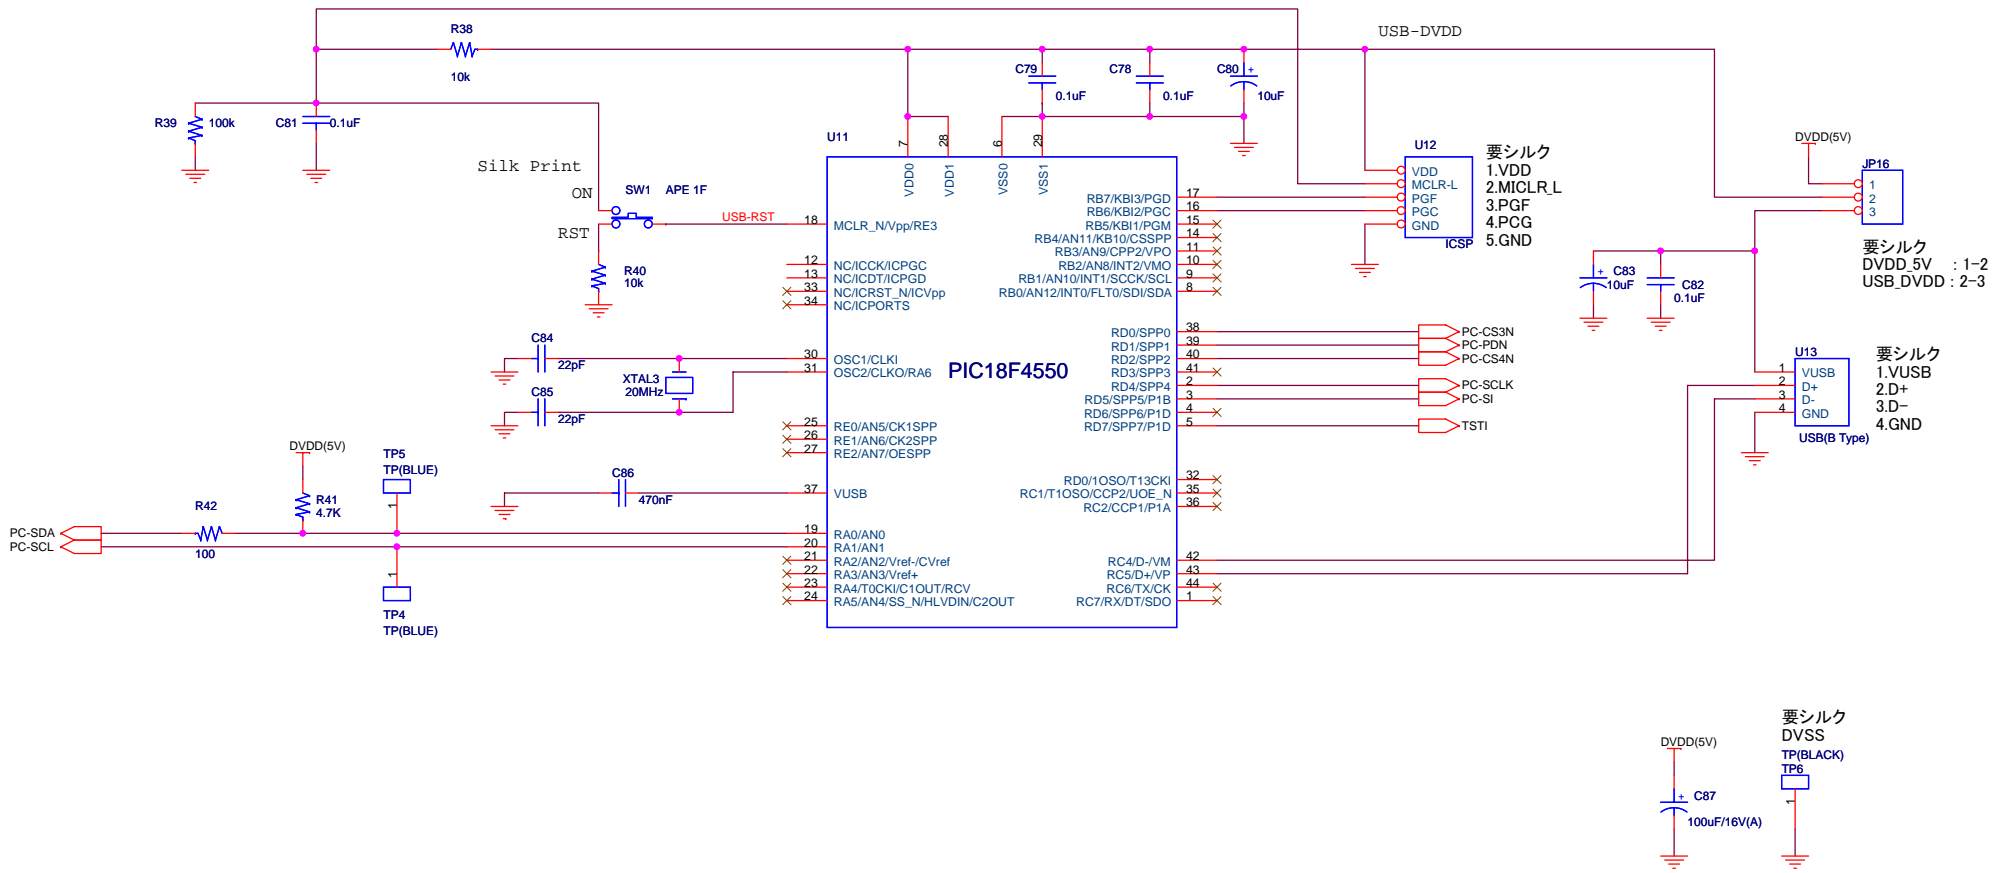 R38
10k
USB-DVDD
C79
0.1uF
C78
0.1uF
C80
+
10uF
R39
100k
C81
0.1uF
Silk Print
ON
RST
SW1
APE 1F
USB-RST
R40
10k
U11
7
28
6
29
VDD0
VDD1
VSS0
VSS1
18
MCLR_N/Vpp/RE3
12
NC/ICCK/ICPGC
13
NC/ICDT/ICPGD
33
NC/ICRST_N/ICVpp
34
NC/ICPORTS
30
OSC1/CLKI
31
OSC2/CLKO/RA6
25
RE0/AN5/CK1SPP
26
RE1/AN6/CK2SPP
27
RE2/AN7/OESPP
37
VUSB
19
RA0/AN0
20
RA1/AN1
21
RA2/AN2/Vref-/CVref
22
RA3/AN3/Vref+
23
RA4/T0CKI/C1OUT/RCV
24
RA5/AN4/SS_N/HLVDIN/C2OUT
PIC18F4550
RB7/KBI3/PGD
17
RB6/KBI2/PGC
16
RB5/KBI1/PGM
15
RB4/AN11/KB10/CSSPP
14
RB3/AN9/CPP2/VPO
11
RB2/AN8/INT2/VMO
10
RB1/AN10/INT1/SCCK/SCL
9
RB0/AN12/INT0/FLT0/SDI/SDA
8
RD0/SPP0
38
RD1/SPP1
39
RD2/SPP2
40
RD3/SPP3
41
RD4/SPP4
2
RD5/SPP5/P1B
3
RD6/SPP6/P1D
4
RD7/SPP7/P1D
5
RD0/1OSO/T13CKI
32
RC1/T1OSO/CCP2/UOE_N
35
RC2/CCP1/P1A
36
RC4/D-/VM
42
RC5/D+/VP
43
RC6/TX/CK
44
RC7/RX/DT/SDO
1
C84
22pF
C85
22pF
XTAL3
20MHz
C86
470nF
DVDD(5V)
R41
4.7K
TP5
TP(BLUE)
1
R42
100
PC-SDA
PC-SCL
1
TP4
TP(BLUE)
PC-CS3N
PC-PDN
PC-CS4N
PC-SCLK
PC-SI
TSTI
U12
VDD
MCLR-L
PGF
PGC
GND
ICSP
要シルク
1.VDD
2.MICLR_L
3.PGF
4.PCG
5.GND
DVDD(5V)
JP16
1
2
3
要シルク
DVDD_5V : 1-2
USB_DVDD : 2-3
+
C83
10uF
C82
0.1uF
U13
1
VUSB
2
D+
3
D-
4
GND
USB(B Type)
要シルク
1.VUSB
2.D+
3.D-
4.GND
DVDD(5V)
+
C87
100uF/16V(A)
要シルク
DVSS
TP(BLACK)
TP6
1